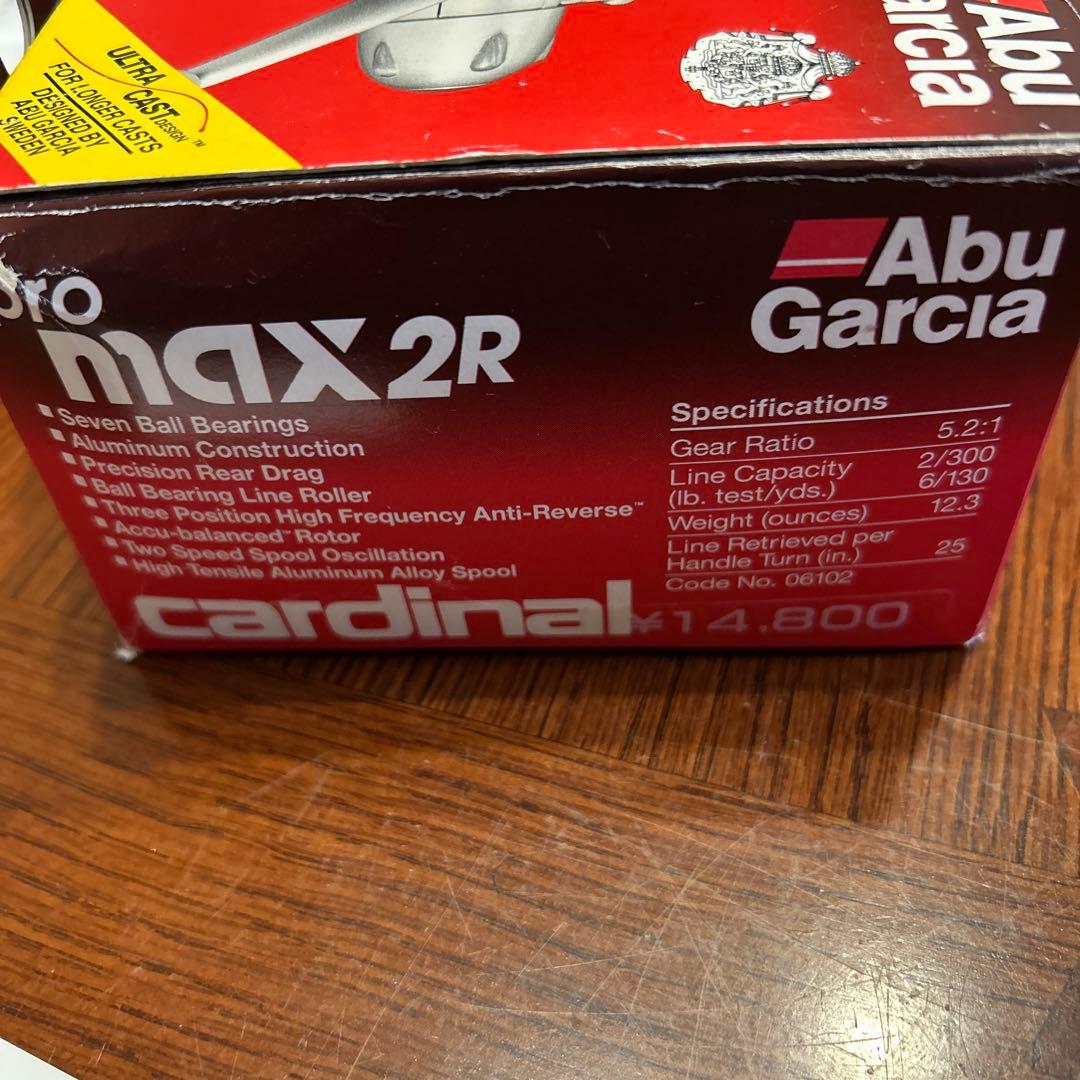 ULTRA CAST DESIGN™
FOR LONGER CASTS
DESIGNED BY
ABU GARCIA
SWEDEN
Abu
Garcia
pro
max 2R
Abu
Garcia
■ Seven Ball Bearings
■ Aluminum Construction
■ Precision Rear Drag
■ Ball Bearing Line Roller
■ Three Position High Frequency Anti-Reverse™
■ Accu-balanced™ Rotor
■ Two Speed Spool Oscillation
■ High Tensile Aluminum Alloy Spool
Specifications
Gear Ratio 5.2:1
Line Capacity 2/300
(lb. test/yds.) 6/130
Weight (ounces) 12.3
Line Retrieved per
Handle Turn (in.) 25
Code No. 06102
cardinal ¥14.800